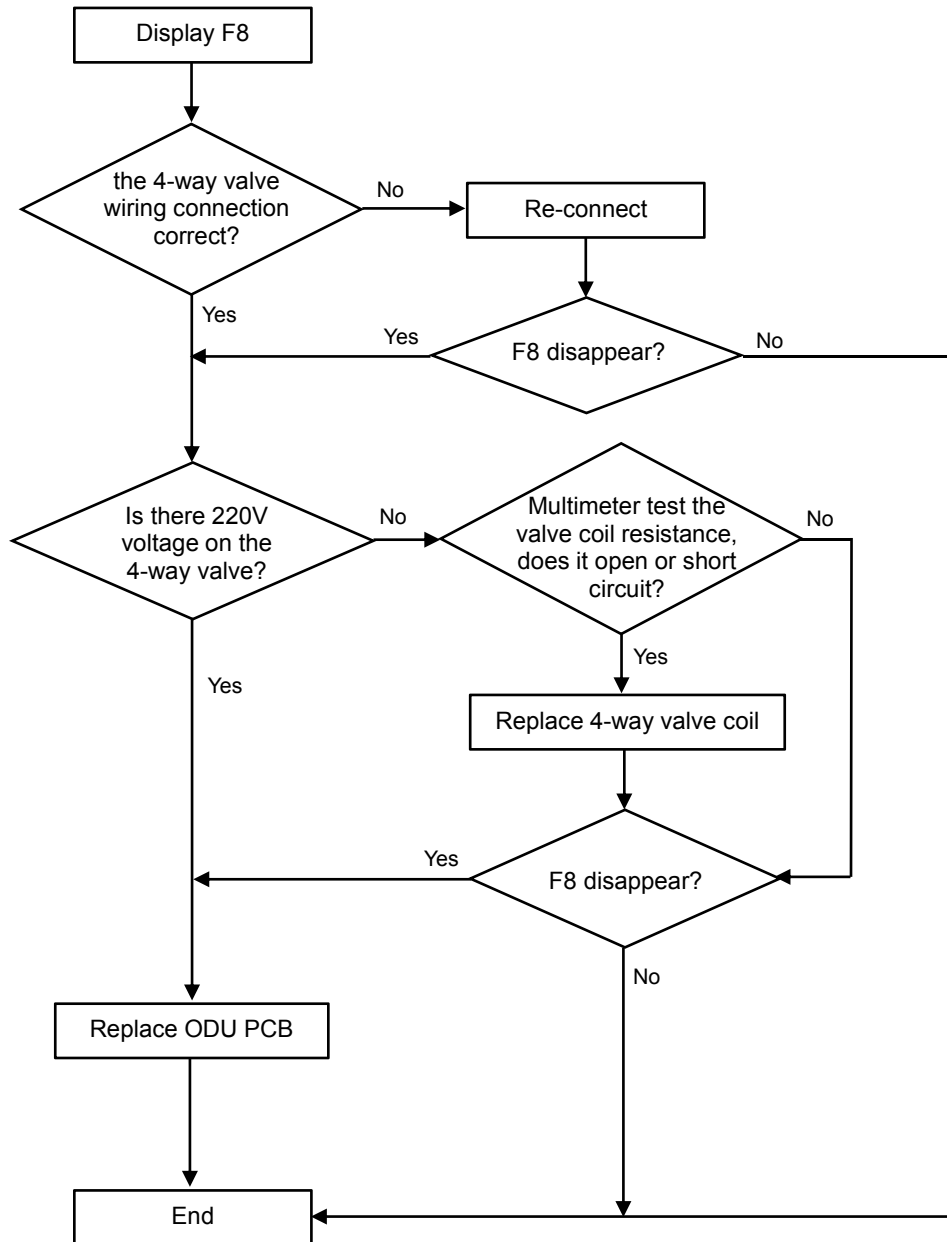 Display F8
the 4-way valve
wiring connection
correct?
No
Re-connect
Yes
Yes
F8 disappear?
No
Is there 220V
voltage on the
4-way valve?
No
Multimeter test the
valve coil resistance,
does it open or short
circuit?
No
Yes
Yes
Replace 4-way valve coil
Yes
F8 disappear?
No
Replace ODU PCB
End